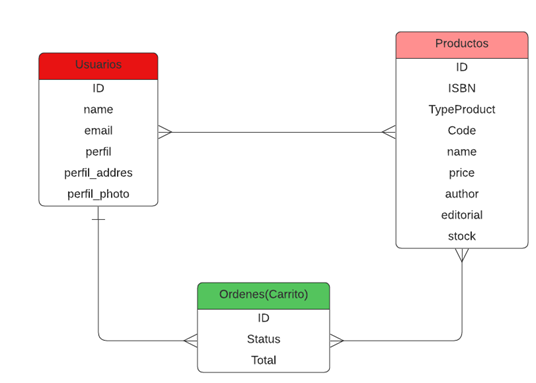 Usuarios
ID
name
email
perfil
perfil_addres
perfil_photo
Productos
ID
ISBN
TypeProduct
Code
name
price
author
editorial
stock
Ordenes(Carrito)
ID
Status
Total